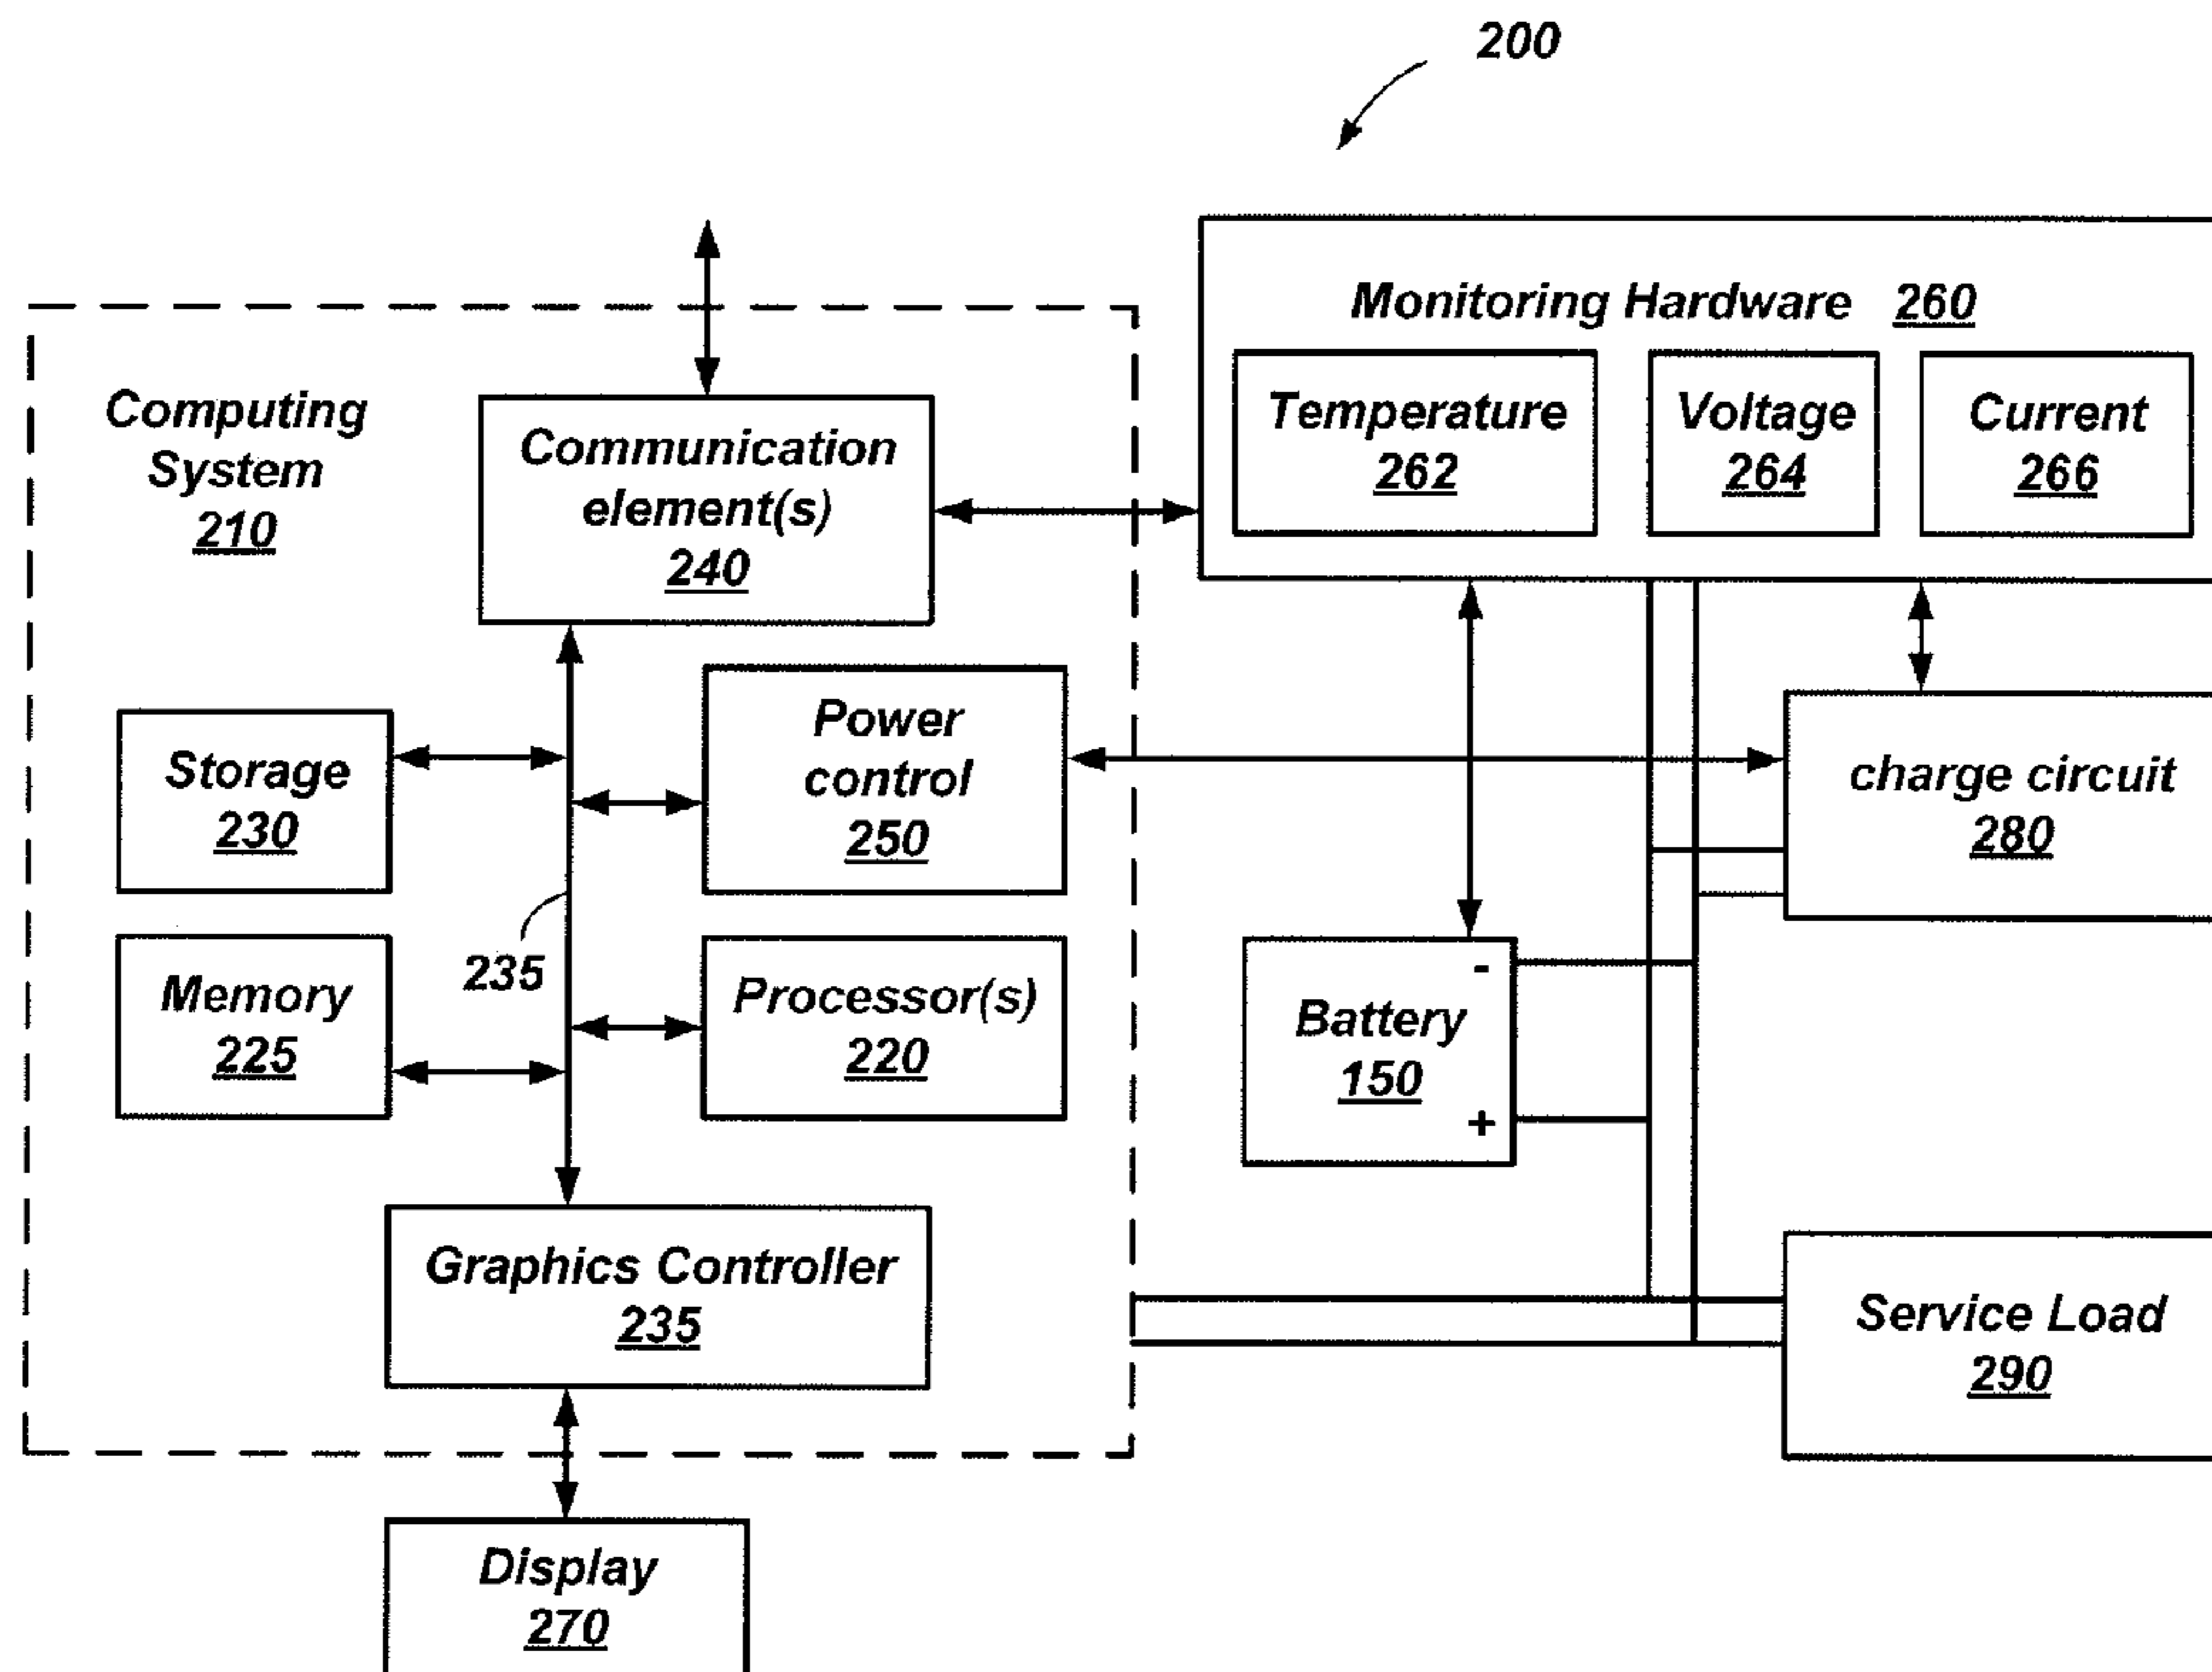 200
Monitoring Hardware 260
Temperature
262
Voltage
264
Current
266
Computing
System
210
Communication
element(s)
240
Storage
230
Power
control
250
charge circuit
280
235
Memory
225
Processor(s)
220
-
Battery
150
+
Graphics Controller
235
Service Load
290
Display
270